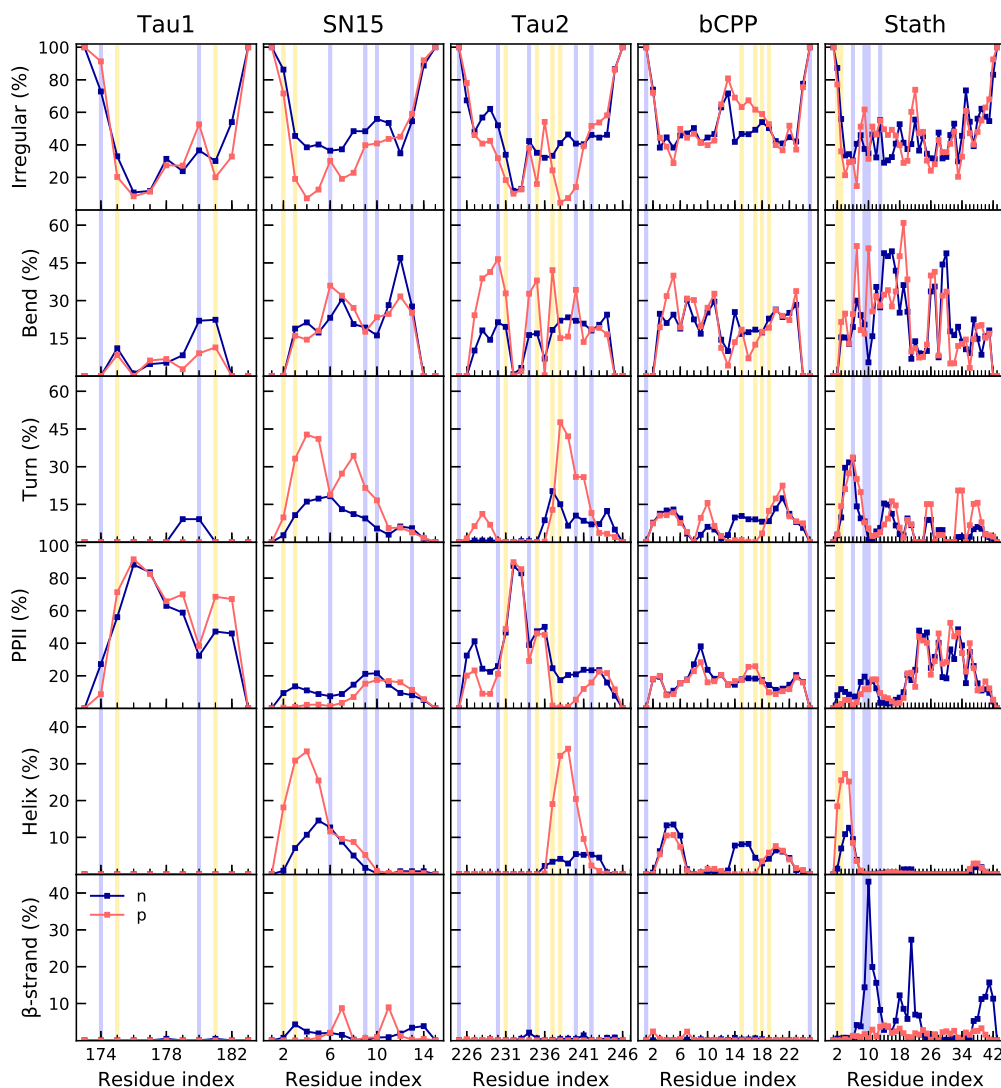 Tau1 SN15 Tau2 bCPP Stath
Irregular (%)
100
80
60
40
20
Bend (%)
60
45
30
15
Turn (%)
60
45
30
15
PPII (%)
100
80
60
40
20
Helix (%)
40
30
20
10
β-strand (%)
40
30
20
10
n
p
174 178 182 2 6 10 14 226 231 236 241 246 2 6 10 14 18 22 2 10 18 26 34 42
Residue index Residue index Residue index Residue index Residue index